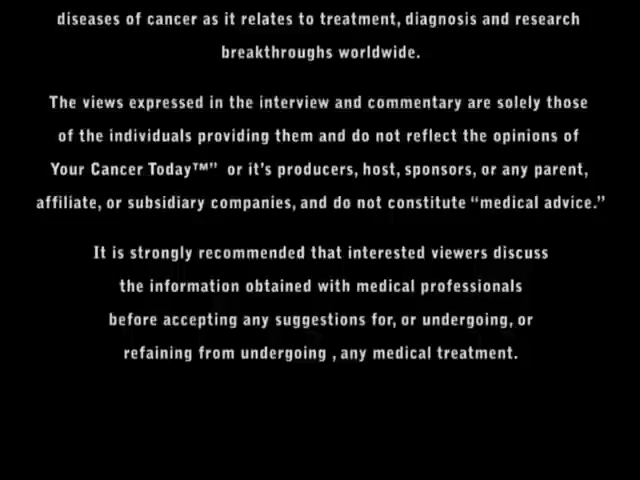 diseases of cancer as it relates to treatment, diagnosis and research
breakthroughs worldwide.
The views expressed in the interview and commentary are solely those
of the individuals providing them and do not reflect the opinions of
Your Cancer Today™” or it’s producers, host, sponsors, or any parent,
affiliate, or subsidiary companies, and do not constitute “medical advice.”
It is strongly recommended that interested viewers discuss
the information obtained with medical professionals
before accepting any suggestions for, or undergoing, or
refaining from undergoing , any medical treatment.